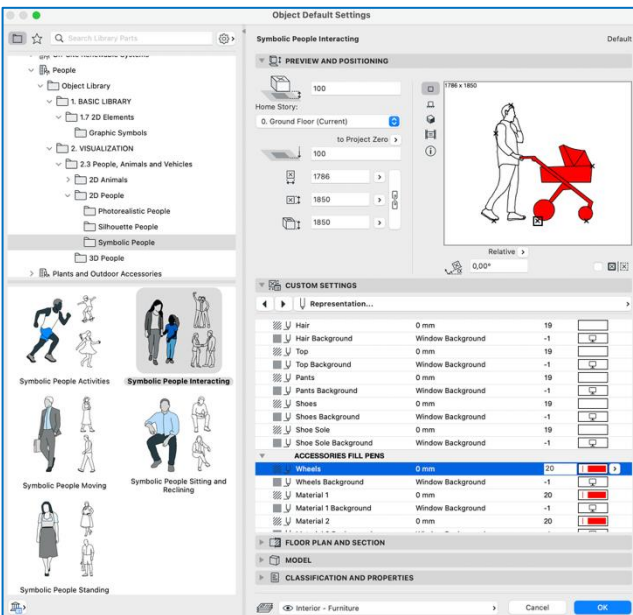 Object Default Settings
Search Library Parts
People
Object Library
1. BASIC LIBRARY
1.7 2D Elements
Graphic Symbols
2. VISUALIZATION
2.3 People, Animals and Vehicles
2D Animals
2D People
Photorealistic People
Silhouette People
Symbolic People
3D People
Plants and Outdoor Accessories
Symbolic People Activities
Symbolic People Interacting
Symbolic People Moving
Symbolic People Sitting and
Reclining
Symbolic People Standing
Symbolic People Interacting
Default
PREVIEW AND POSITIONING
100
Home Story:
0. Ground Floor (Current)
to Project Zero
100
1786
1850
1850
1786 x 1850
Relative
0,00°
CUSTOM SETTINGS
Representation...
Hair 0 mm 19
Hair Background Window Background -1
Top 0 mm 19
Top Background Window Background -1
Pants 0 mm 19
Pants Background Window Background -1
Shoes 0 mm 19
Shoes Background Window Background -1
Shoe Sole 0 mm 19
Shoe Sole Background Window Background -1
ACCESSORIES FILL PENS
Wheels 0 mm 20
Wheels Background Window Background -1
Material 1 0 mm 20
Material 1 Background Window Background -1
Material 2 0 mm 20
FLOOR PLAN AND SECTION
MODEL
CLASSIFICATION AND PROPERTIES
Interior - Furniture
Cancel
OK